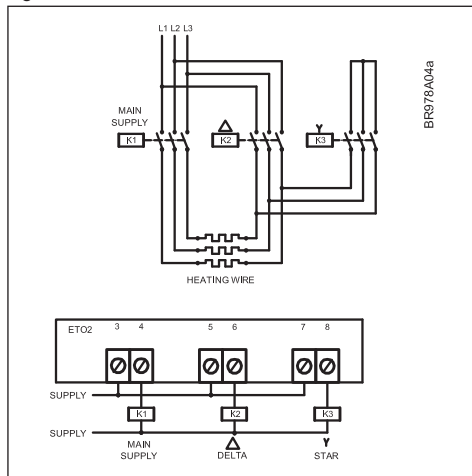 L1 L2 L3
MAIN
SUPPLY
K1
K2
Y
K3
BR978A04a
HEATING WIRE
ETO2
3 4 5 6 7 8
SUPPLY
K1 K2 K3
SUPPLY
MAIN
SUPPLY
DELTA
Y
STAR